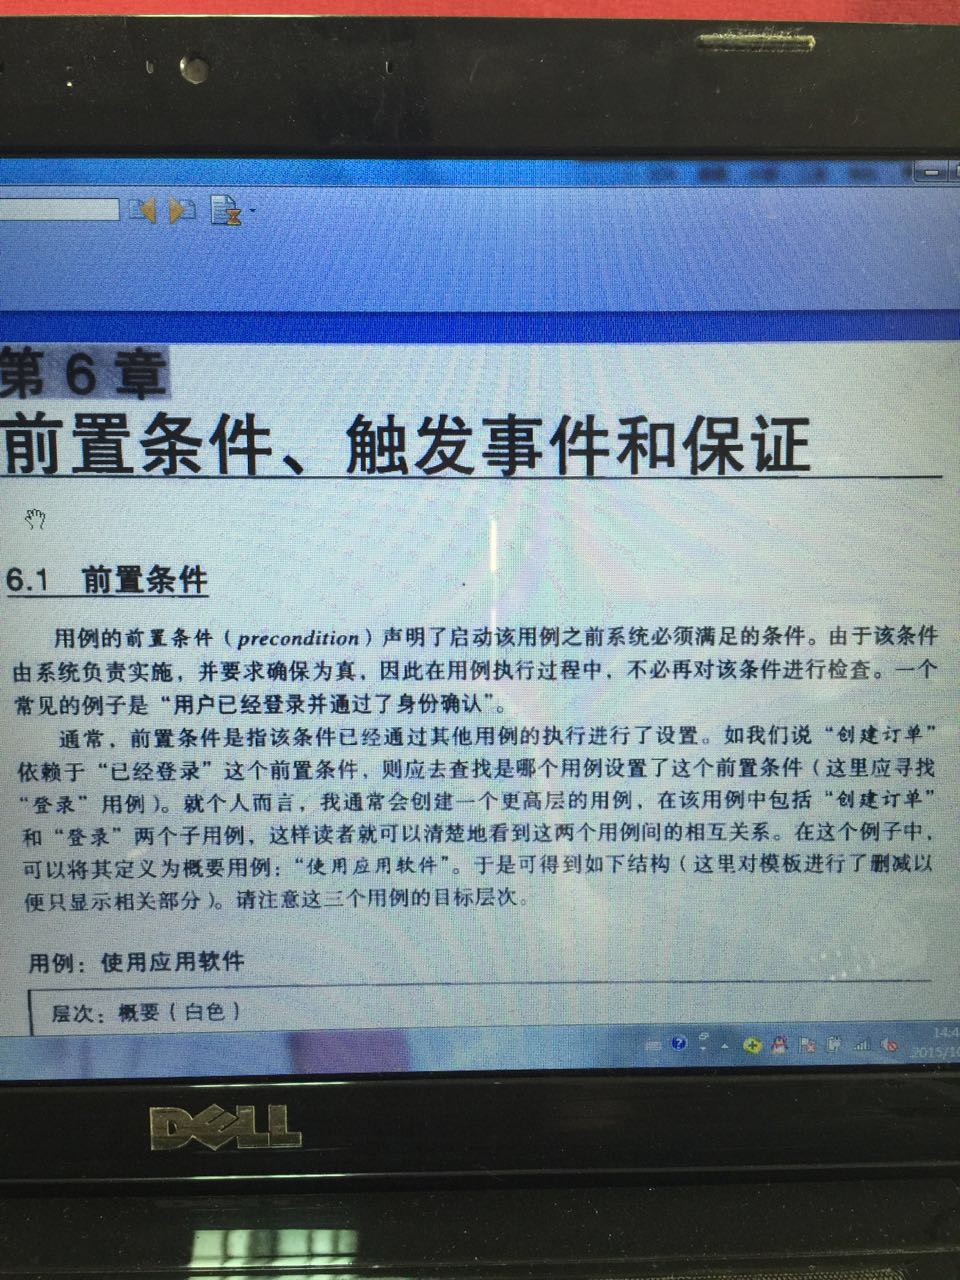 第 6 章
前置条件、触发事件和保证
6.1 前置条件
用例的前置条件（precondition）声明了启动该用例之前系统必须满足的条件。由于该条件
由系统负责实施，并要求确保为真，因此在用例执行过程中，不必再对该条件进行检查。一个
常见的例子是“用户已经登录并通过了身份确认”。
通常，前置条件是指该条件已经通过其他用例的执行进行了设置。如我们说“创建订单”
依赖于“已经登录”这个前置条件，则应去查找是哪个用例设置了这个前置条件（这里应寻找
“登录”用例）。就个人而言，我通常会创建一个更高层的用例，在该用例中包括“创建订单”
和“登录”两个子用例，这样读者就可以清楚地看到这两个用例间的相互关系。在这个例子中，
可以将其定义为概要用例：“使用应用软件”。于是可得到如下结构（这里对模板进行了删减以
便只显示相关部分）。请注意这三个用例的目标层次。
用例：使用应用软件
层次：概要（白色）
14:4
DELL